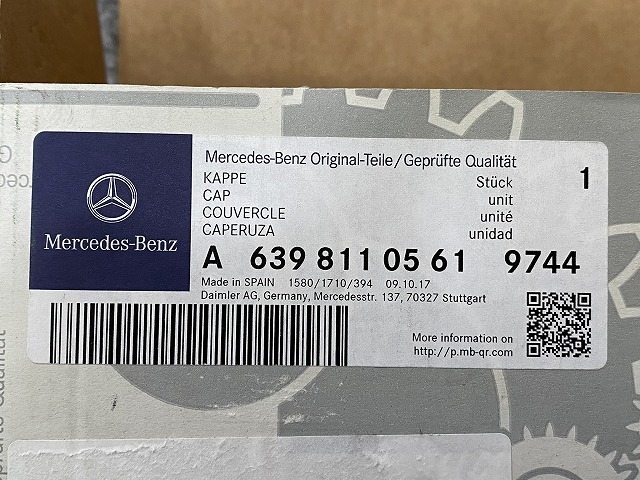 Mercedes-Benz
Mercedes-Benz Original-Teile/Geprüfte Qualität
KAPPE Stück 1
CAP unit
COUVERCLE unité
CAPERUZA unidad
A 639 811 05 61 9744
Made in SPAIN 1580/1710/394 09.10.17
Daimler AG, Germany, Mercedesstr. 137, 70327 Stuttgart
More information on
http://p.mb-qr.com